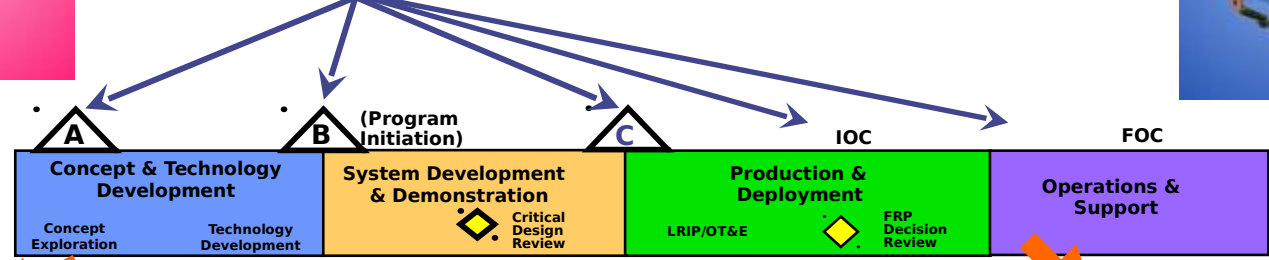 A
B
(Program
Initiation)
C
IOC
FOC
Concept & Technology
Development
System Development
& Demonstration
Production &
Deployment
Operations &
Support
Concept
Exploration
Technology
Development
Critical
Design
Review
LRIP/OT&E
FRP
Decision
Review